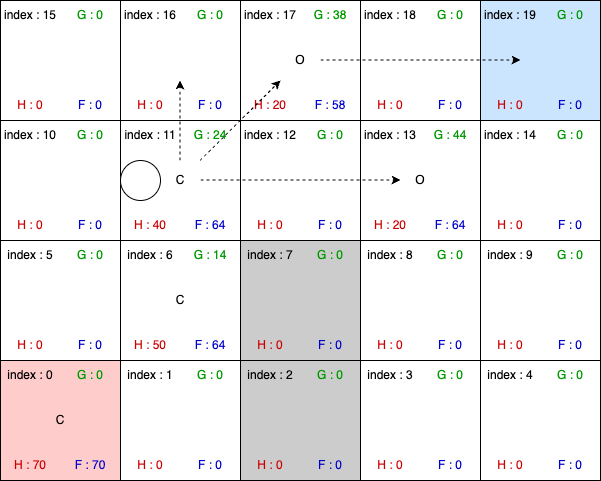 index : 15 G : 0 index : 16 G : 0 index : 17 G : 38 index : 18 G : 0 index : 19 G : 0
O
H : 0 F : 0 H : 0 F : 0 H : 20 F : 58 H : 0 F : 0 H : 0 F : 0
index : 10 G : 0 index : 11 G : 24 index : 12 G : 0 index : 13 G : 44 index : 14 G : 0
C O
H : 0 F : 0 H : 40 F : 64 H : 0 F : 0 H : 20 F : 64 H : 0 F : 0
index : 5 G : 0 index : 6 G : 14 index : 7 G : 0 index : 8 G : 0 index : 9 G : 0
C
H : 0 F : 0 H : 50 F : 64 H : 0 F : 0 H : 0 F : 0 H : 0 F : 0
index : 0 G : 0 index : 1 G : 0 index : 2 G : 0 index : 3 G : 0 index : 4 G : 0
C
H : 70 F : 70 H : 0 F : 0 H : 0 F : 0 H : 0 F : 0 H : 0 F : 0